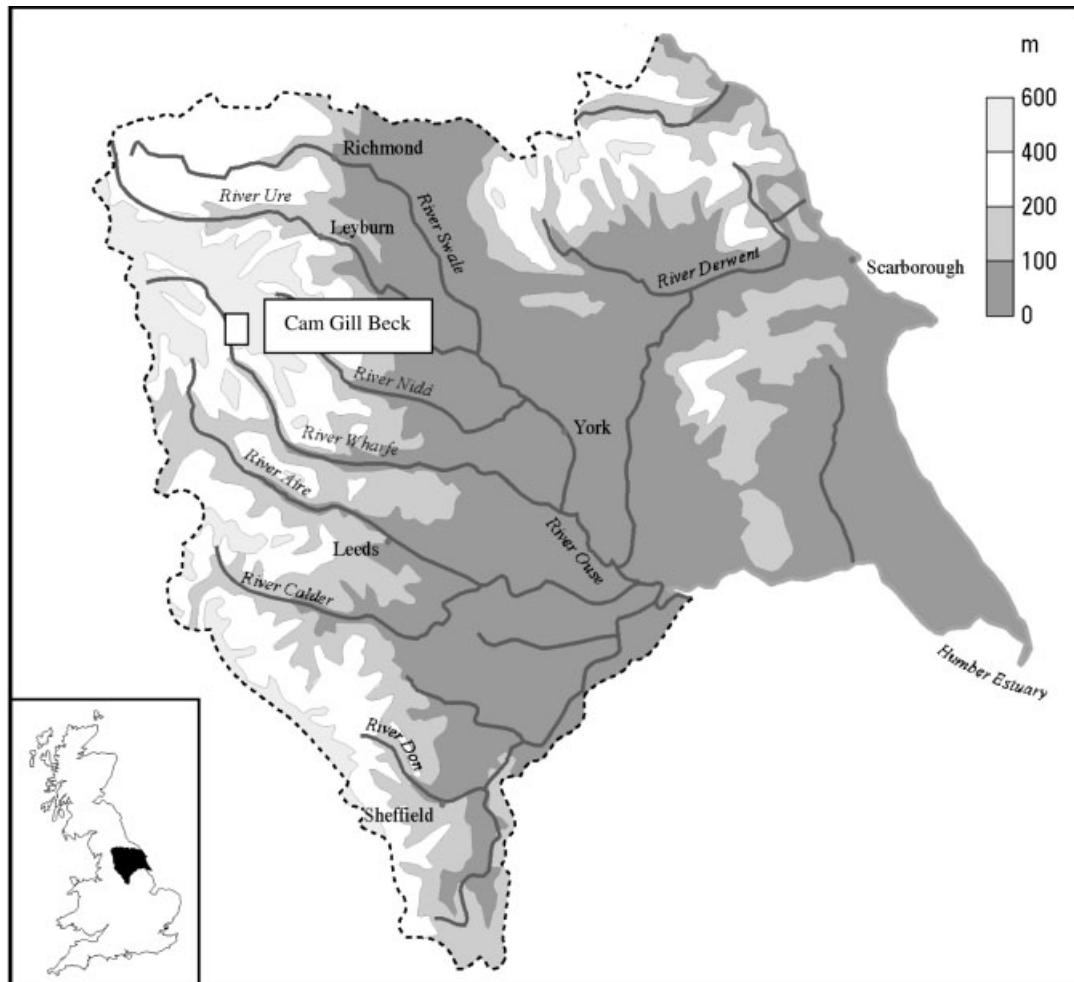 m
600
400
200
100
0
Richmond
River Ure
River Swale
Leyburn
River Derwent
Scarborough
Cam Gill Beck
River Nidd
York
River Wharfe
River Aire
Leeds
River Ouse
River Calder
Humber Estuary
River Don
Sheffield